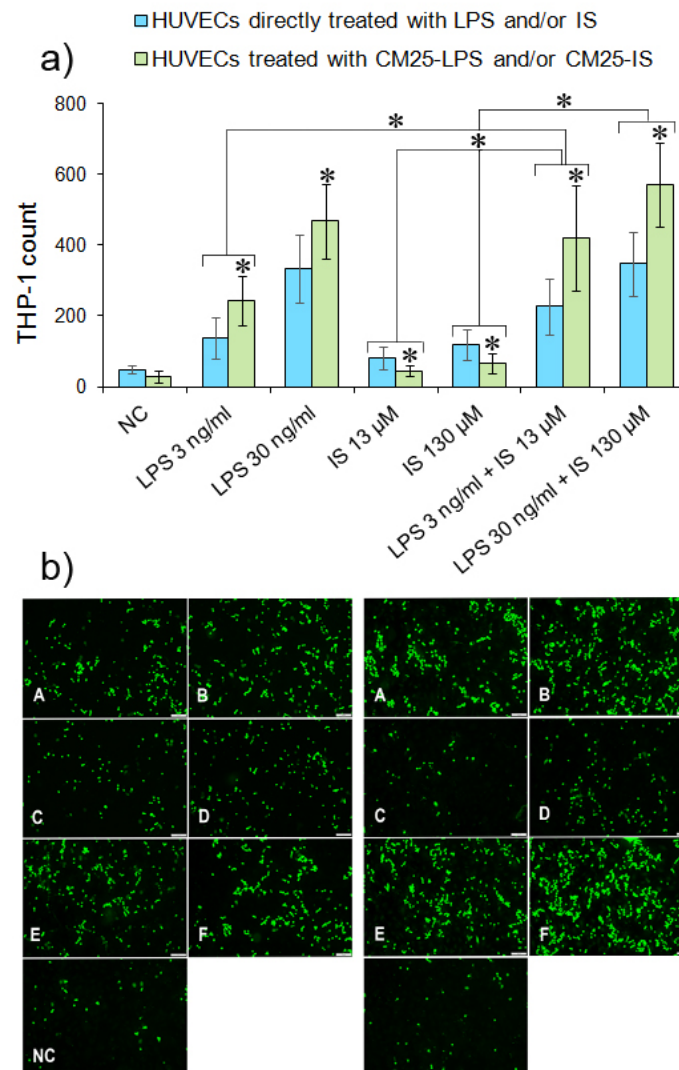 HUVECs directly treated with LPS and/or IS
a)
HUVECs treated with CM25-LPS and/or CM25-IS
THP-1 count
800
600
400
200
0
* * * * * * * * *
NC
LPS 3 ng/ml
LPS 30 ng/ml
IS 13 µM
IS 130 µM
LPS 3 ng/ml + IS 13 µM
LPS 30 ng/ml + IS 130 µM
b)
A B A B
C D C D
E F E F
NC